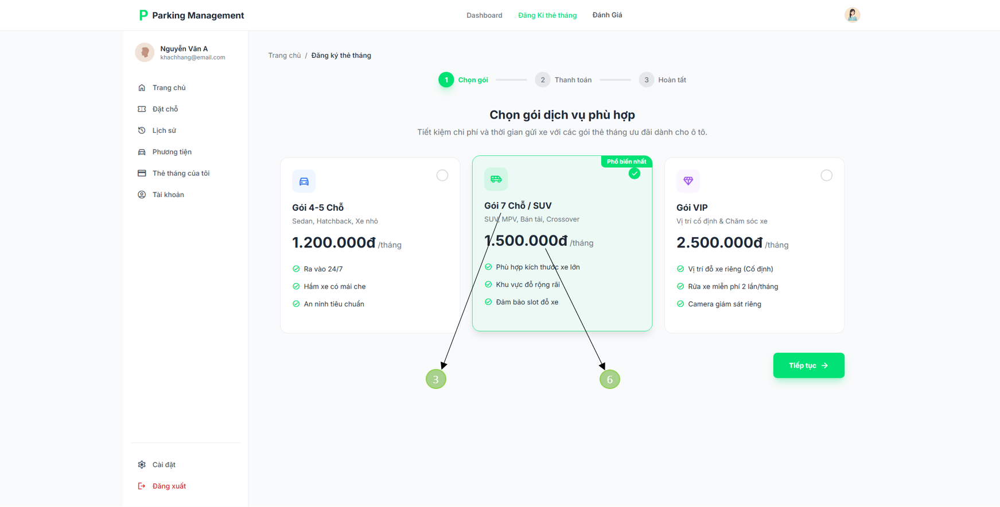 Parking Management
Dashboard
Đăng Kí thẻ tháng
Đánh Giá
Nguyễn Văn A
khachhang@email.com
Trang chủ
Đặt chỗ
Lịch sử
Phương tiện
Thẻ tháng của tôi
Tài khoản
Cài đặt
Đăng xuất
Trang chủ / Đăng ký thẻ tháng
1 Chọn gói
2 Thanh toán
3 Hoàn tất
Chọn gói dịch vụ phù hợp
Tiết kiệm chi phí và thời gian gửi xe với các gói thẻ tháng ưu đãi dành cho ô tô.
Gói 4-5 Chỗ
Sedan, Hatchback, Xe nhỏ
1.200.000đ /tháng
Ra vào 24/7
Hầm xe có mái che
An ninh tiêu chuẩn
Phổ biến nhất
Gói 7 Chỗ / SUV
SUV, MPV, Bán tải, Crossover
1.500.000đ /tháng
Phù hợp kích thước xe lớn
Khu vực đỗ rộng rãi
Đảm bảo slot đỗ xe
Gói VIP
Vị trí cố định & Chăm sóc xe
2.500.000đ /tháng
Vị trí đỗ xe riêng (Cố định)
Rửa xe miễn phí 2 lần/tháng
Camera giám sát riêng
Tiếp tục
3
6